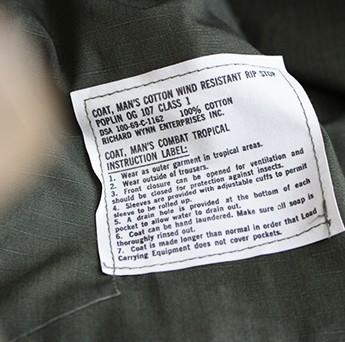 COAT, MAN'S COTTON WIND RESISTANT RIP STOP
POPLIN OG 107 CLASS I
DSA 100-69-C-1162 100% COTTON
RICHARD WYNN ENTERPRISES INC.
COAT, MAN'S COMBAT TROPICAL
INSTRUCTION LABEL:
1. Wear as outer garment in tropical areas.
2. Wear outside of trousers.
3. Front closure can be opened for ventilation and
should be closed for protection against insects.
4. Sleeves are provided with adjustable cuffs to permit
sleeve to be rolled up.
5. A drain hole is provided at the bottom of each
pocket to allow water to drain out.
6. Coat can be hand laundered. Make sure all soap is
thoroughly rinsed out.
7. Coat is made longer than normal in order that Load
Carrying Equipment does not cover pockets.